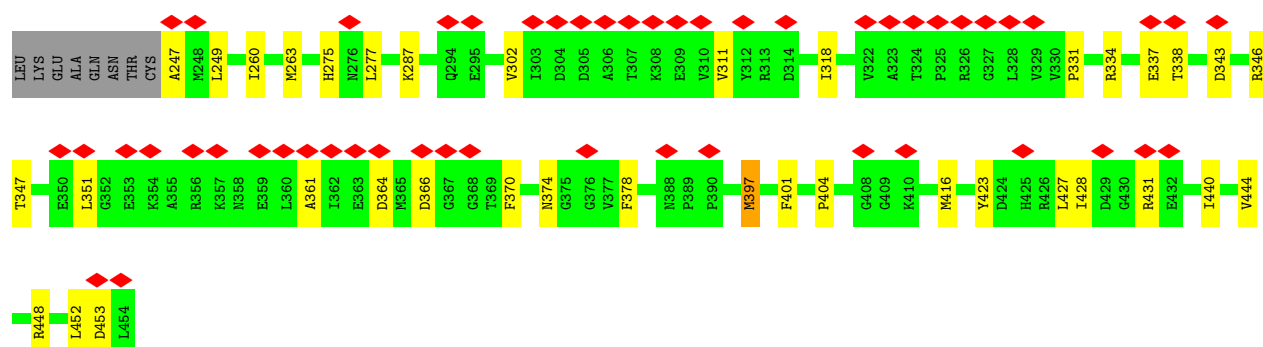 LEU LYS GLU ALA GLN ASN THR CYS A247 M248 L249 I260 M263 H275 N276 L277 K287 Q294 E295 V302 I303 D304 D305 A306 T307 K308 E309 V310 V311 Y312 R313 D314 I318 V322 A323 T324 P325 R326 G327 L328 V329 V330 P331 R334 E337 T338 D343 R346
T347 E350 L351 G352 E353 K354 A355 R356 K357 N358 E359 L360 A361 I362 E363 D364 M365 D366 G367 G368 T369 F370 N374 G375 G376 V377 F378 N388 P389 P390 M397 F401 P404 G408 G409 K410 M416 Y423 D424 H425 R426 L427 I428 D429 G430 R431 E432 I440 V444
R448 L452 D453 L454